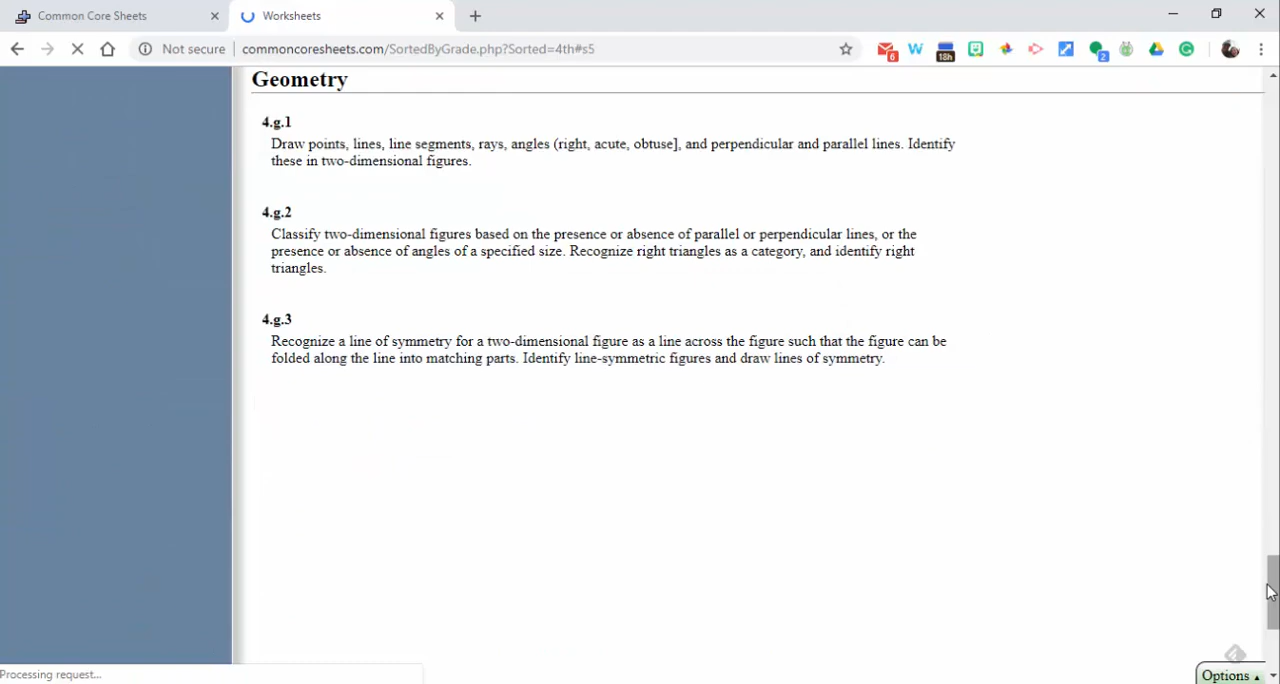 Common Core Sheets
Worksheets
Not secure
commoncoresheets.com/SortedByGrade.php?Sorted=4th#s5
6
W
18h
2
Geometry
4.g.1
Draw points, lines, line segments, rays, angles (right, acute, obtuse], and perpendicular and parallel lines. Identify
these in two-dimensional figures.
4.g.2
Classify two-dimensional figures based on the presence or absence of parallel or perpendicular lines, or the
presence or absence of angles of a specified size. Recognize right triangles as a category, and identify right
triangles.
4.g.3
Recognize a line of symmetry for a two-dimensional figure as a line across the figure such that the figure can be
folded along the line into matching parts. Identify line-symmetric figures and draw lines of symmetry.
Processing request...
Options